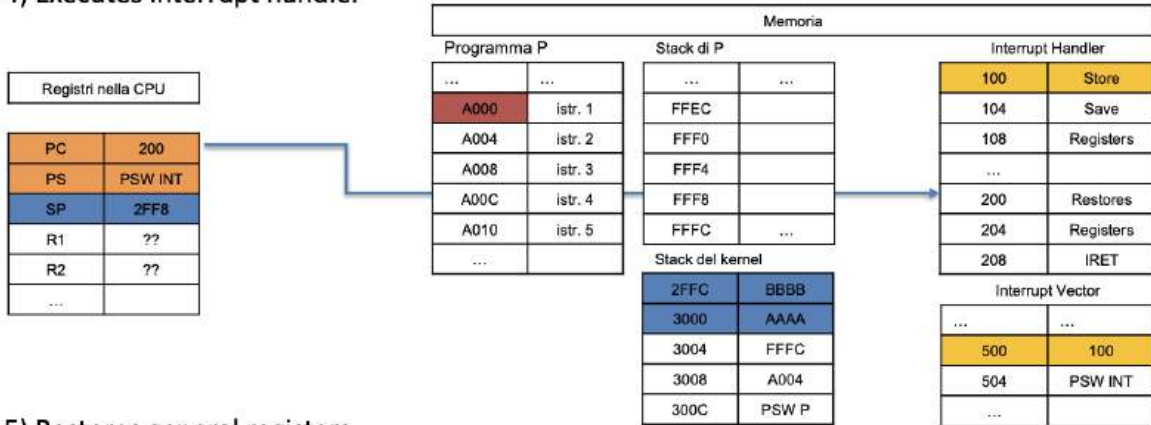 4) Executes interrupt handler
Memoria
Programma P
Stack di P
Interrupt Handler
Registri nella CPU
PC 200
PS PSW INT
SP 2FF8
R1 ??
R2 ??
...
... ...
A000 istr. 1
A004 istr. 2
A008 istr. 3
A00C istr. 4
A010 istr. 5
...
... ...
FFEC
FFF0
FFF4
FFF8
FFFC ...
100 Store
104 Save
108 Registers
...
200 Restores
204 Registers
208 IRET
Stack del kernel
2FFC BBBB
3000 AAAA
3004 FFFC
3008 A004
300C PSW P
Interrupt Vector
... ...
500 100
504 PSW INT
...
5) Restores general registers